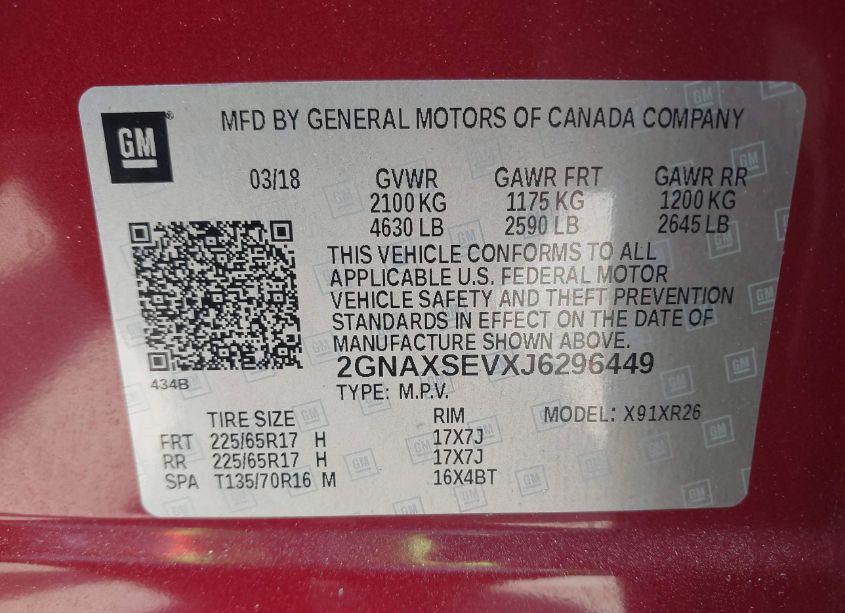 GM
MFD BY GENERAL MOTORS OF CANADA COMPANY
03/18 GVWR GAWR FRT GAWR RR
2100 KG 1175 KG 1200 KG
4630 LB 2590 LB 2645 LB
THIS VEHICLE CONFORMS TO ALL
APPLICABLE U.S. FEDERAL MOTOR
VEHICLE SAFETY AND THEFT PREVENTION
STANDARDS IN EFFECT ON THE DATE OF
MANUFACTURE SHOWN ABOVE.
2GNAXSEVXJ6296449
434B
TYPE: M.P.V.
TIRE SIZE RIM MODEL: X91XR26
FRT 225/65R17 H 17X7J
RR 225/65R17 H 17X7J
SPA T135/70R16 M 16X4BT